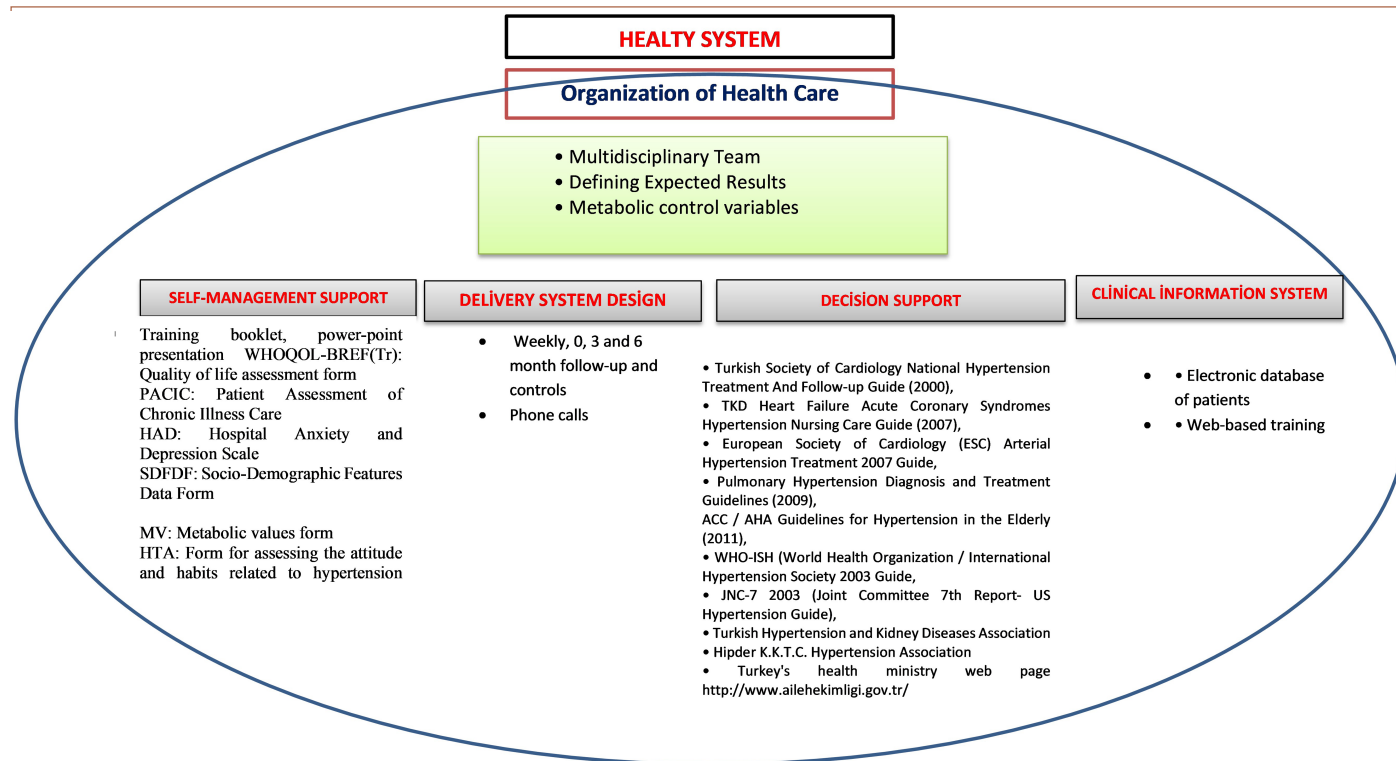 HEALTY SYSTEM
Organization of Health Care
• Multidisciplinary Team
• Defining Expected Results
• Metabolic control variables
SELF-MANAGEMENT SUPPORT
Training booklet, power-point
presentation WHOQOL-BREF(Tr):
Quality of life assessment form
PACIC: Patient Assessment of
Chronic Illness Care
HAD: Hospital Anxiety and
Depression Scale
SDFDF: Socio-Demographic Features
Data Form
MV: Metabolic values form
HTA: Form for assessing the attitude
and habits related to hypertension
DELİVERY SYSTEM DESİGN
• Weekly, 0, 3 and 6
month follow-up and
controls
• Phone calls
DECİSİON SUPPORT
• Turkish Society of Cardiology National Hypertension
Treatment And Follow-up Guide (2000),
• TKD Heart Failure Acute Coronary Syndromes
Hypertension Nursing Care Guide (2007),
• European Society of Cardiology (ESC) Arterial
Hypertension Treatment 2007 Guide,
• Pulmonary Hypertension Diagnosis and Treatment
Guidelines (2009),
ACC / AHA Guidelines for Hypertension in the Elderly
(2011),
• WHO-ISH (World Health Organization / International
Hypertension Society 2003 Guide,
• JNC-7 2003 (Joint Committee 7th Report- US
Hypertension Guide),
• Turkish Hypertension and Kidney Diseases Association
• Hipder K.K.T.C. Hypertension Association
• Turkey's health ministry web page
http://www.ailehekimligi.gov.tr/
CLİNİCAL İNFORMATİON SYSTEM
• • Electronic database
of patients
• • Web-based training